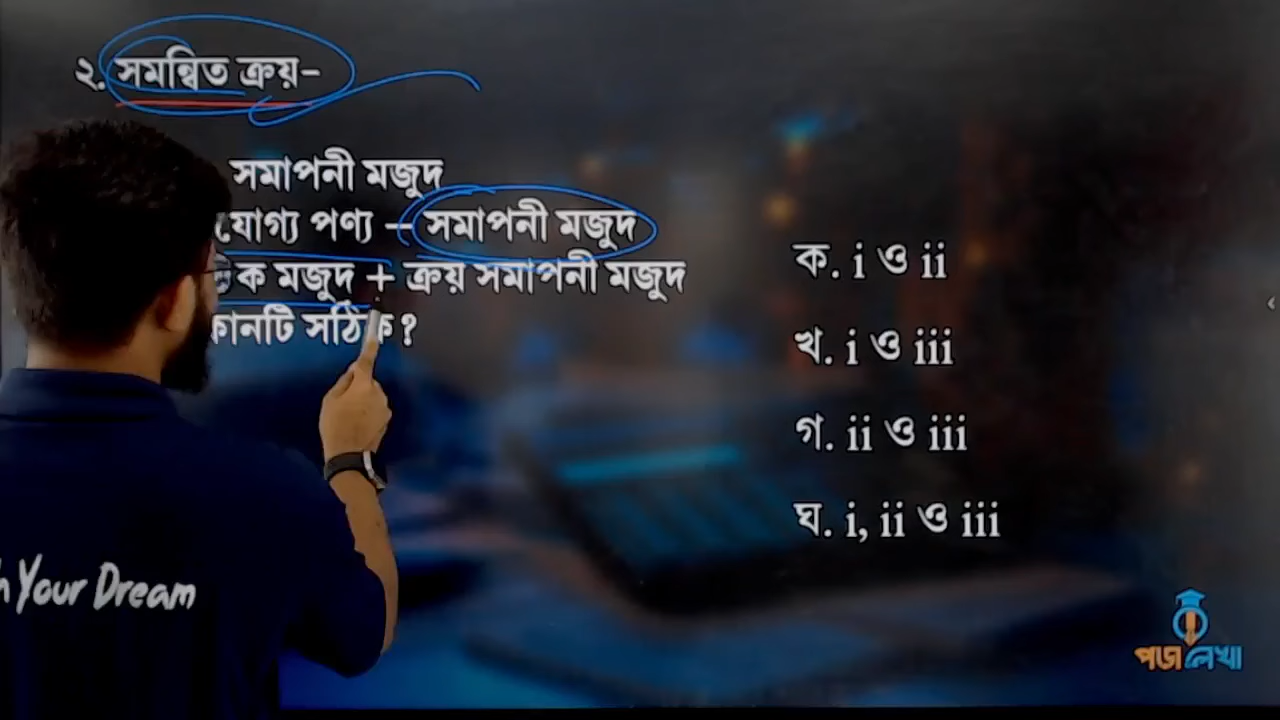 ২. সমন্বিত ক্রয়–
সমাপনী মজুদ
যোগ্য পণ্য – সমাপনী মজুদ
ক মজুদ + ক্রয় সমাপনী মজুদ
কোনটি সঠিক?
ক. i ও ii
খ. i ও iii
গ. ii ও iii
ঘ. i, ii ও iii
Your Dream
পড়ালেখা